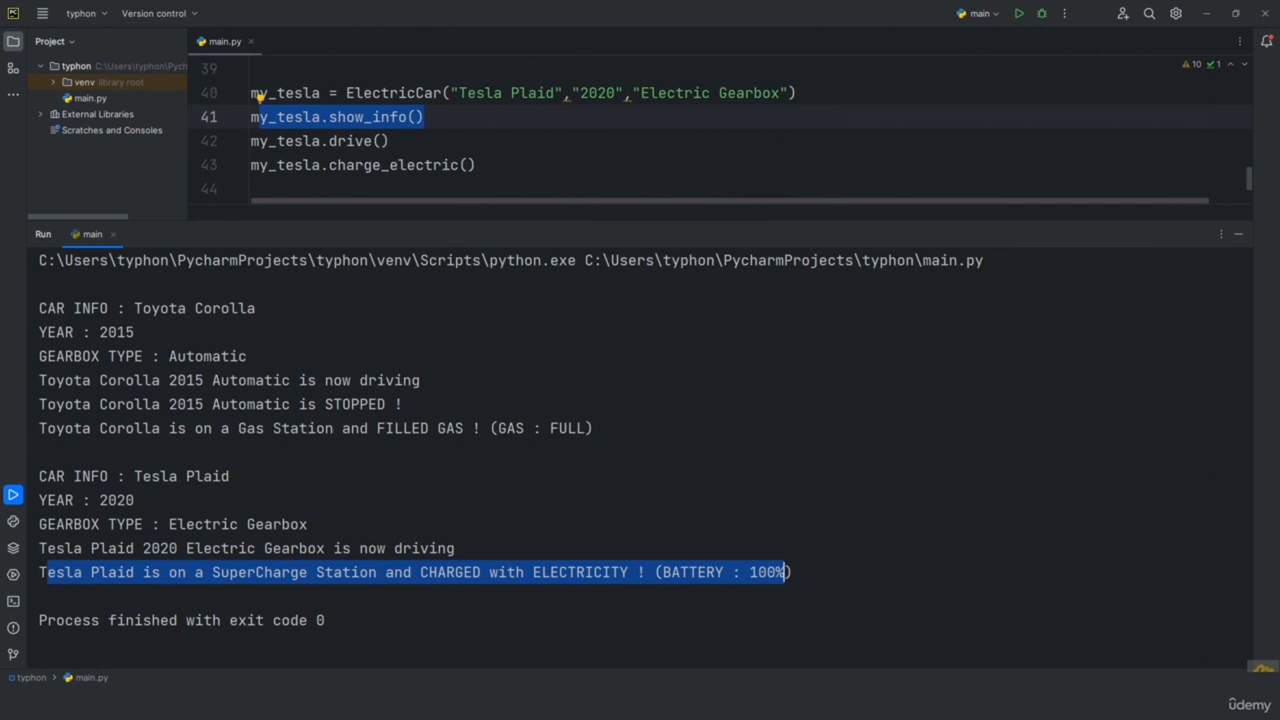 PC
typhon
Version control
main
Project
main.py
typhon C:\Users\typhon\Pych
venv library root
main.py
External Libraries
Scratches and Consoles
10
1
39
40 my_tesla = ElectricCar("Tesla Plaid","2020","Electric Gearbox")
41 my_tesla.show_info()
42 my_tesla.drive()
43 my_tesla.charge_electric()
44
Run
main
C:\Users\typhon\PycharmProjects\typhon\venv\Scripts\python.exe C:\Users\typhon\PycharmProjects\typhon\main.py
CAR INFO : Toyota Corolla
YEAR : 2015
GEARBOX TYPE : Automatic
Toyota Corolla 2015 Automatic is now driving
Toyota Corolla 2015 Automatic is STOPPED !
Toyota Corolla is on a Gas Station and FILLED GAS ! (GAS : FULL)
CAR INFO : Tesla Plaid
YEAR : 2020
GEARBOX TYPE : Electric Gearbox
Tesla Plaid 2020 Electric Gearbox is now driving
Tesla Plaid is on a SuperCharge Station and CHARGED with ELECTRICITY ! (BATTERY : 100%)
Process finished with exit code 0
typhon > main.py
ûdemy